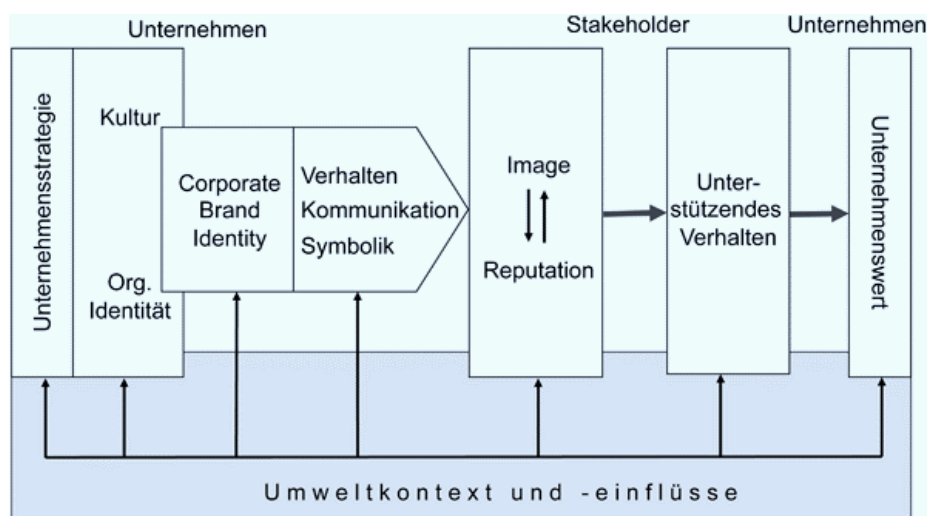 Unternehmen
Stakeholder
Unternehmen
Unternehmensstrategie
Kultur
Org.
Identität
Corporate
Brand
Identity
Verhalten
Kommunikation
Symbolik
Image
Reputation
Unter-
stützendes
Verhalten
Unternehmenswert
Umweltkontext und -einflüsse